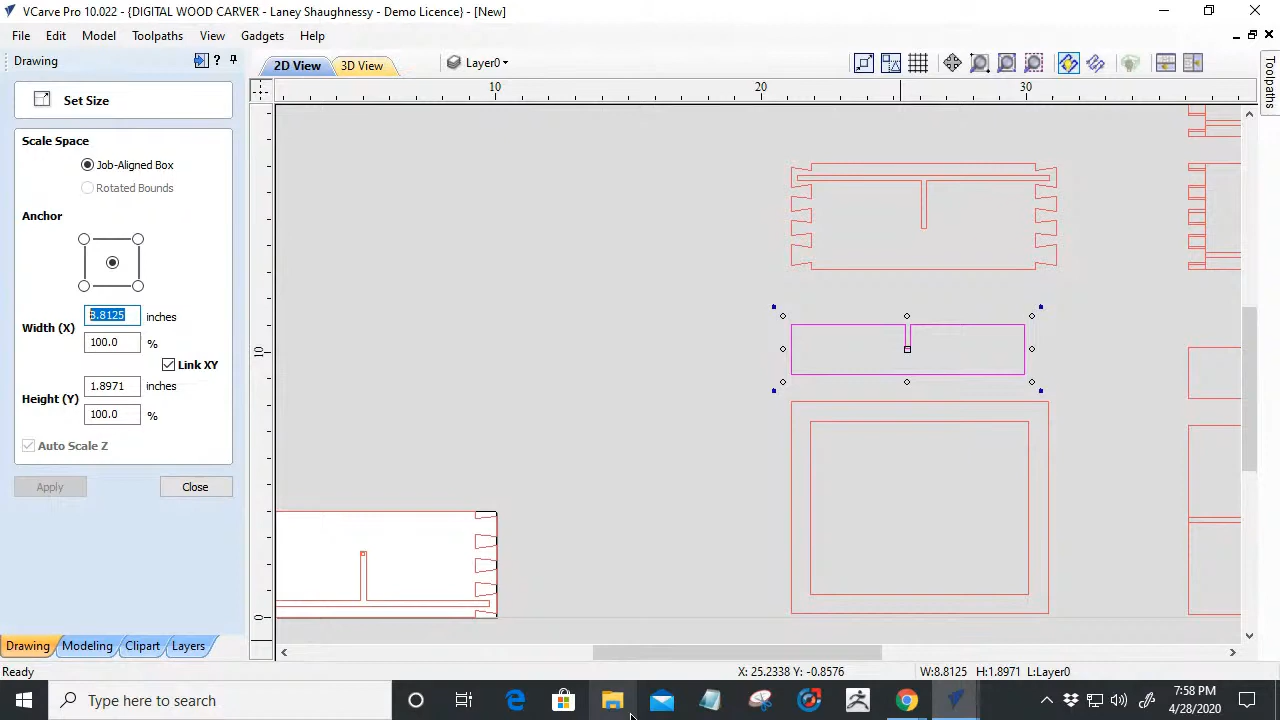 VCarve Pro 10.022 - {DIGITAL WOOD CARVER - Laney Shaughnessy - Demo Licence} - [New]
File Edit Model Toolpaths View Gadgets Help
Drawing
2D View 3D View Layer0
Set Size
10 20 30
Scale Space
Job-Aligned Box
Rotated Bounds
Anchor
Width (X) 8.8125 inches
100.0 %
Link XY
Height (Y) 1.8971 inches
100.0 %
Auto Scale Z
Apply Close
10
0
Toolpaths
Drawing Modeling Clipart Layers
Ready X: 25.2338 Y: -0.8576 W:8.8125 H:1.8971 L:Layer0
Type here to search
7:58 PM
4/28/2020